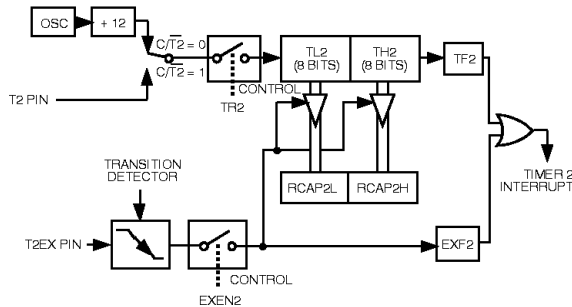 OSC
+ 12
C/T2 = 0
C/T2 = 1
T2 PIN
CONTROL
TR2
TL2
(8 BITS)
TH2
(8 BITS)
TF2
TRANSITION
DETECTOR
RCAP2L
RCAP2H
TIMER 2
INTERRUPT
T2EX PIN
CONTROL
EXEN2
EXF2